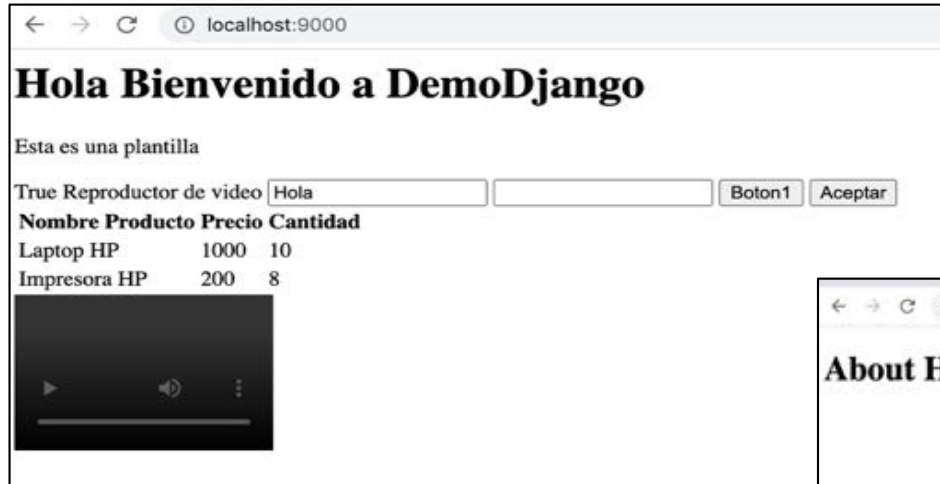 localhost:9000
Hola Bienvenido a DemoDjango
Esta es una plantilla
True Reproductor de video Hola Boton1 Aceptar
Nombre Producto Precio Cantidad
Laptop HP 1000 10
Impresora HP 200 8
About